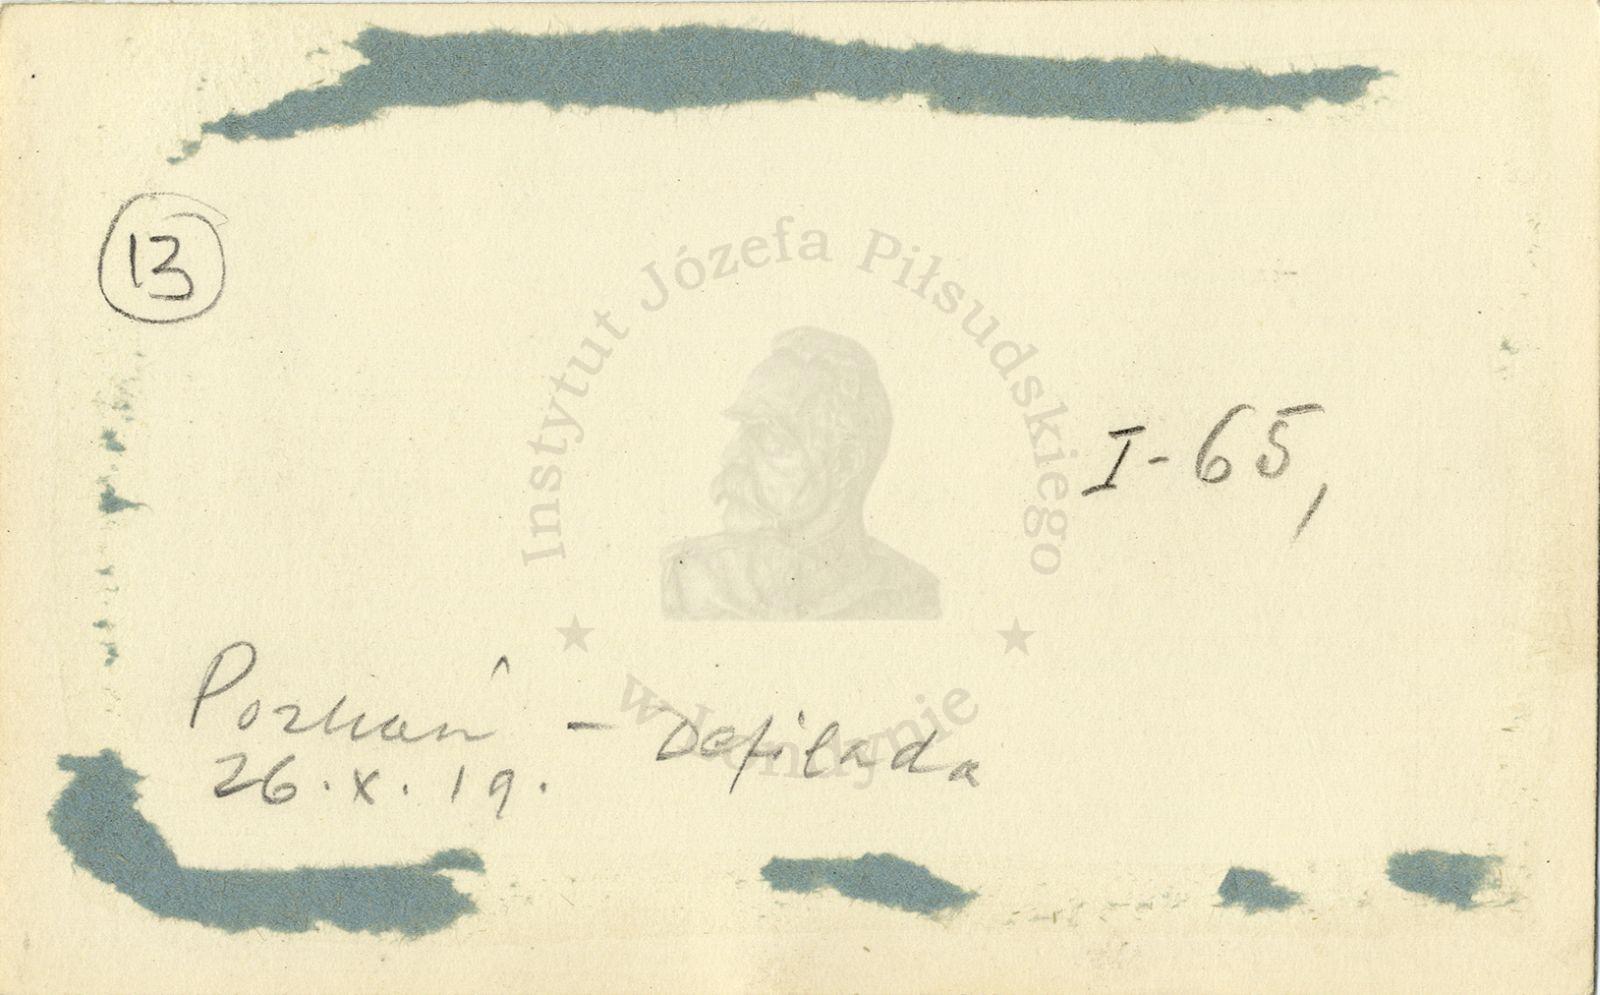 13
Instytut Józefa Piłsudskiego
I-65,
w Londynie
Poznań - Defilada
26.X.19.